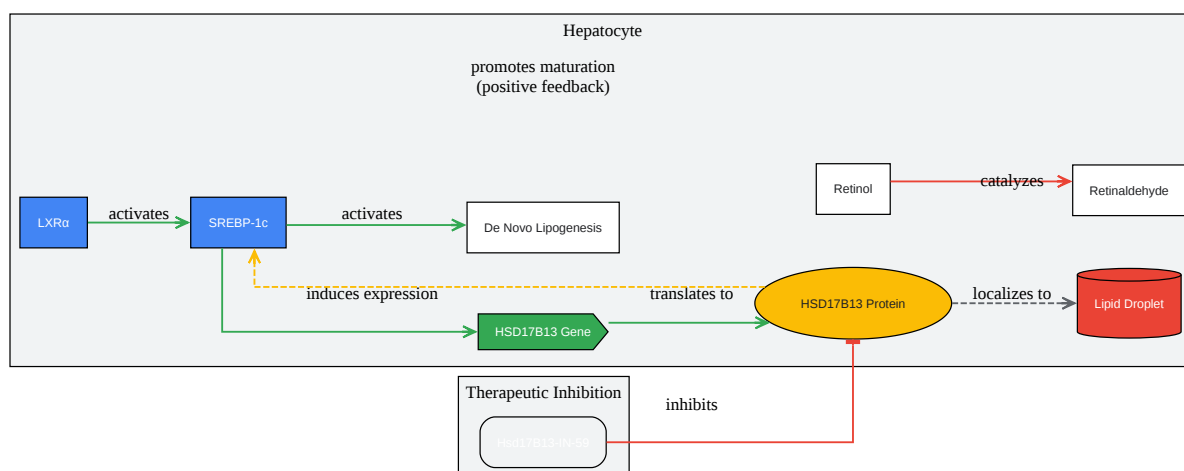 Hepatocyte
promotes maturation
(positive feedback)
Retinol
catalyzes
Retinaldehyde
LXRα
activates
SREBP-1c
activates
De Novo Lipogenesis
induces expression
translates to
HSD17B13 Protein
localizes to
Lipid Droplet
HSD17B13 Gene
Therapeutic Inhibition
inhibits
Hsd17B13-IN-59